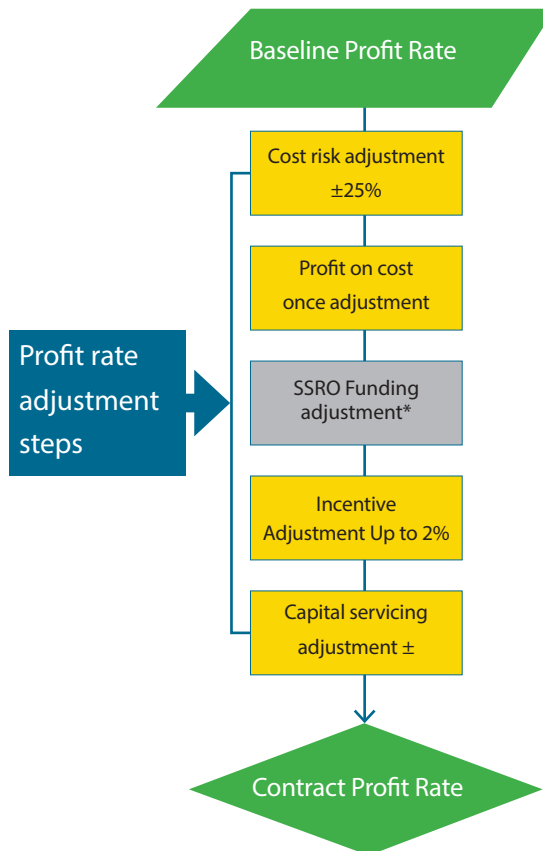 Baseline Profit Rate
Cost risk adjustment
±25%
Profit on cost
once adjustment
Profit rate
adjustment
steps
SSRO Funding
adjustment*
Incentive
Adjustment Up to 2%
Capital servicing
adjustment ±
Contract Profit Rate